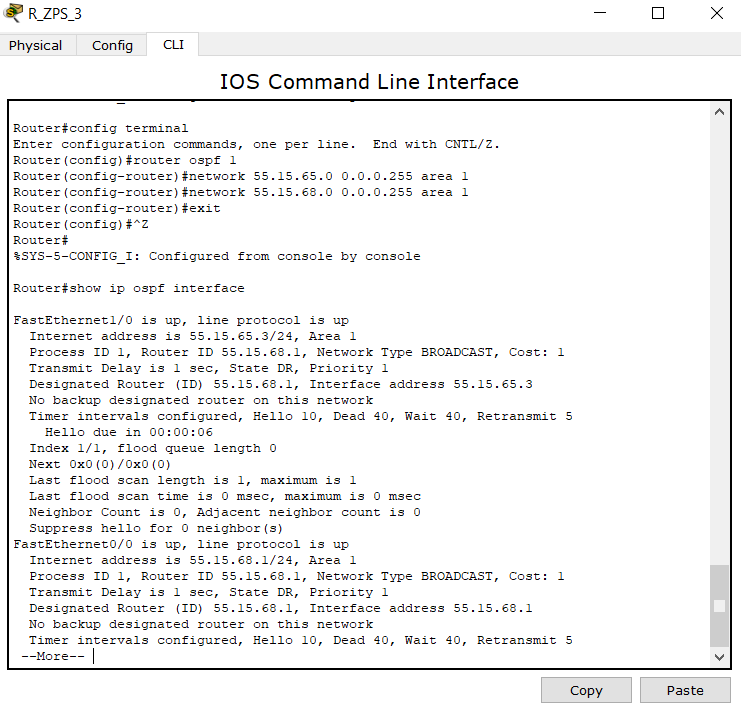 R_ZPS_3
Physical Config CLI
IOS Command Line Interface
Router#config terminal
Enter configuration commands, one per line.  End with CNTL/Z.
Router(config)#router ospf 1
Router(config-router)#network 55.15.65.0 0.0.0.255 area 1
Router(config-router)#network 55.15.68.0 0.0.0.255 area 1
Router(config-router)#exit
Router(config)#^Z
Router#
%SYS-5-CONFIG_I: Configured from console by console
Router#show ip ospf interface
FastEthernet1/0 is up, line protocol is up
  Internet address is 55.15.65.3/24, Area 1
  Process ID 1, Router ID 55.15.68.1, Network Type BROADCAST, Cost: 1
  Transmit Delay is 1 sec, State DR, Priority 1
  Designated Router (ID) 55.15.68.1, Interface address 55.15.65.3
  No backup designated router on this network
  Timer intervals configured, Hello 10, Dead 40, Wait 40, Retransmit 5
    Hello due in 00:00:06
  Index 1/1, flood queue length 0
  Next 0x0(0)/0x0(0)
  Last flood scan length is 1, maximum is 1
  Last flood scan time is 0 msec, maximum is 0 msec
  Neighbor Count is 0, Adjacent neighbor count is 0
  Suppress hello for 0 neighbor(s)
FastEthernet0/0 is up, line protocol is up
  Internet address is 55.15.68.1/24, Area 1
  Process ID 1, Router ID 55.15.68.1, Network Type BROADCAST, Cost: 1
  Transmit Delay is 1 sec, State DR, Priority 1
  Designated Router (ID) 55.15.68.1, Interface address 55.15.68.1
  No backup designated router on this network
  Timer intervals configured, Hello 10, Dead 40, Wait 40, Retransmit 5
 --More--
Copy Paste